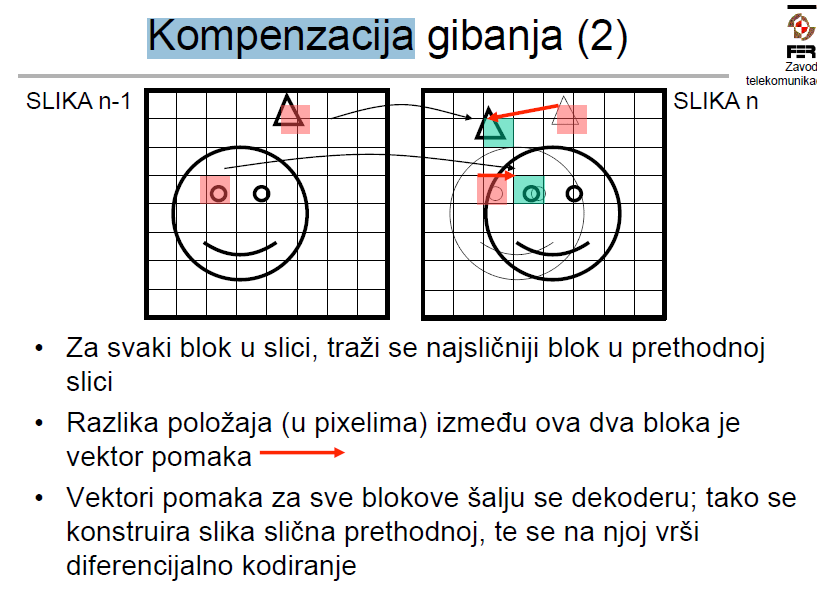 Kompenzacija gibanja (2)
FER
Zavod
telekomunika
SLIKA n-1
SLIKA n
• Za svaki blok u slici, traži se najsličniji blok u prethodnoj
slici
• Razlika položaja (u pixelima) između ova dva bloka je
vektor pomaka
• Vektori pomaka za sve blokove šalju se dekoderu; tako se
konstruira slika slična prethodnoj, te se na njoj vrši
diferencijalno kodiranje